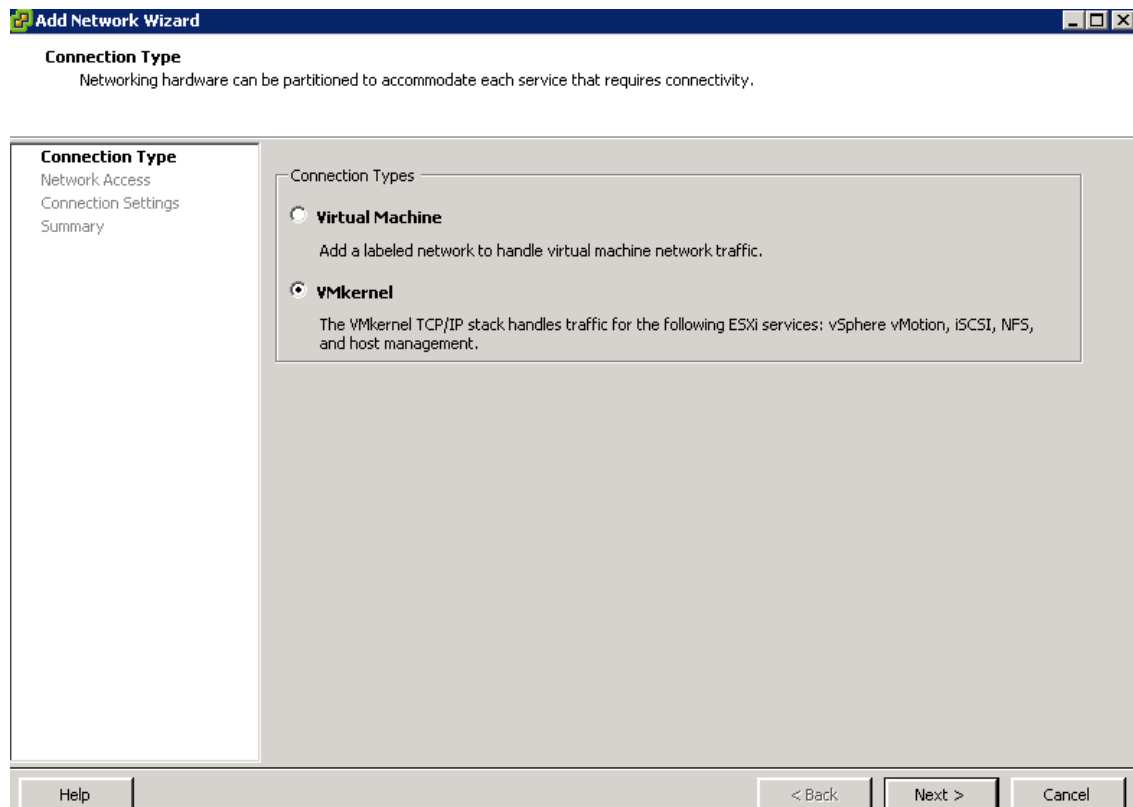 Add Network Wizard
Connection Type
Networking hardware can be partitioned to accommodate each service that requires connectivity.
Connection Type
Network Access
Connection Settings
Summary
Connection Types
Virtual Machine
Add a labeled network to handle virtual machine network traffic.
VMkernel
The VMkernel TCP/IP stack handles traffic for the following ESXi services: vSphere vMotion, iSCSI, NFS,
and host management.
Help
< Back
Next >
Cancel